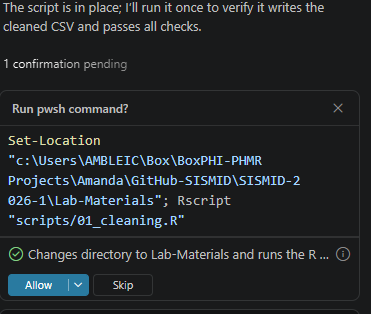 The script is in place; I'll run it once to verify it writes the
cleaned CSV and passes all checks.
1 confirmation pending
Run pwsh command?
Set-Location
"c:\Users\AMBLEIC\Box\BoxPHI-PHMR
Projects\Amanda\GitHub-SISMID\SISMID-2
026-1\Lab-Materials"; Rscript
"scripts/01_cleaning.R"
Changes directory to Lab-Materials and runs the R ...
Allow
Skip